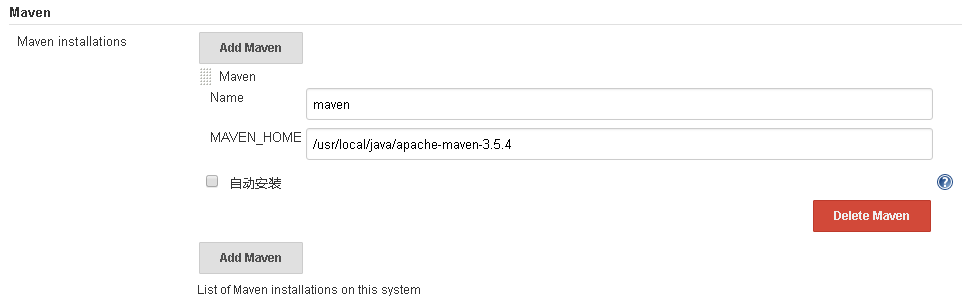 Maven
Maven installations
Add Maven
Maven
Name
maven
MAVEN_HOME
/usr/local/java/apache-maven-3.5.4
自动安装
?
Delete Maven
Add Maven
List of Maven installations on this system